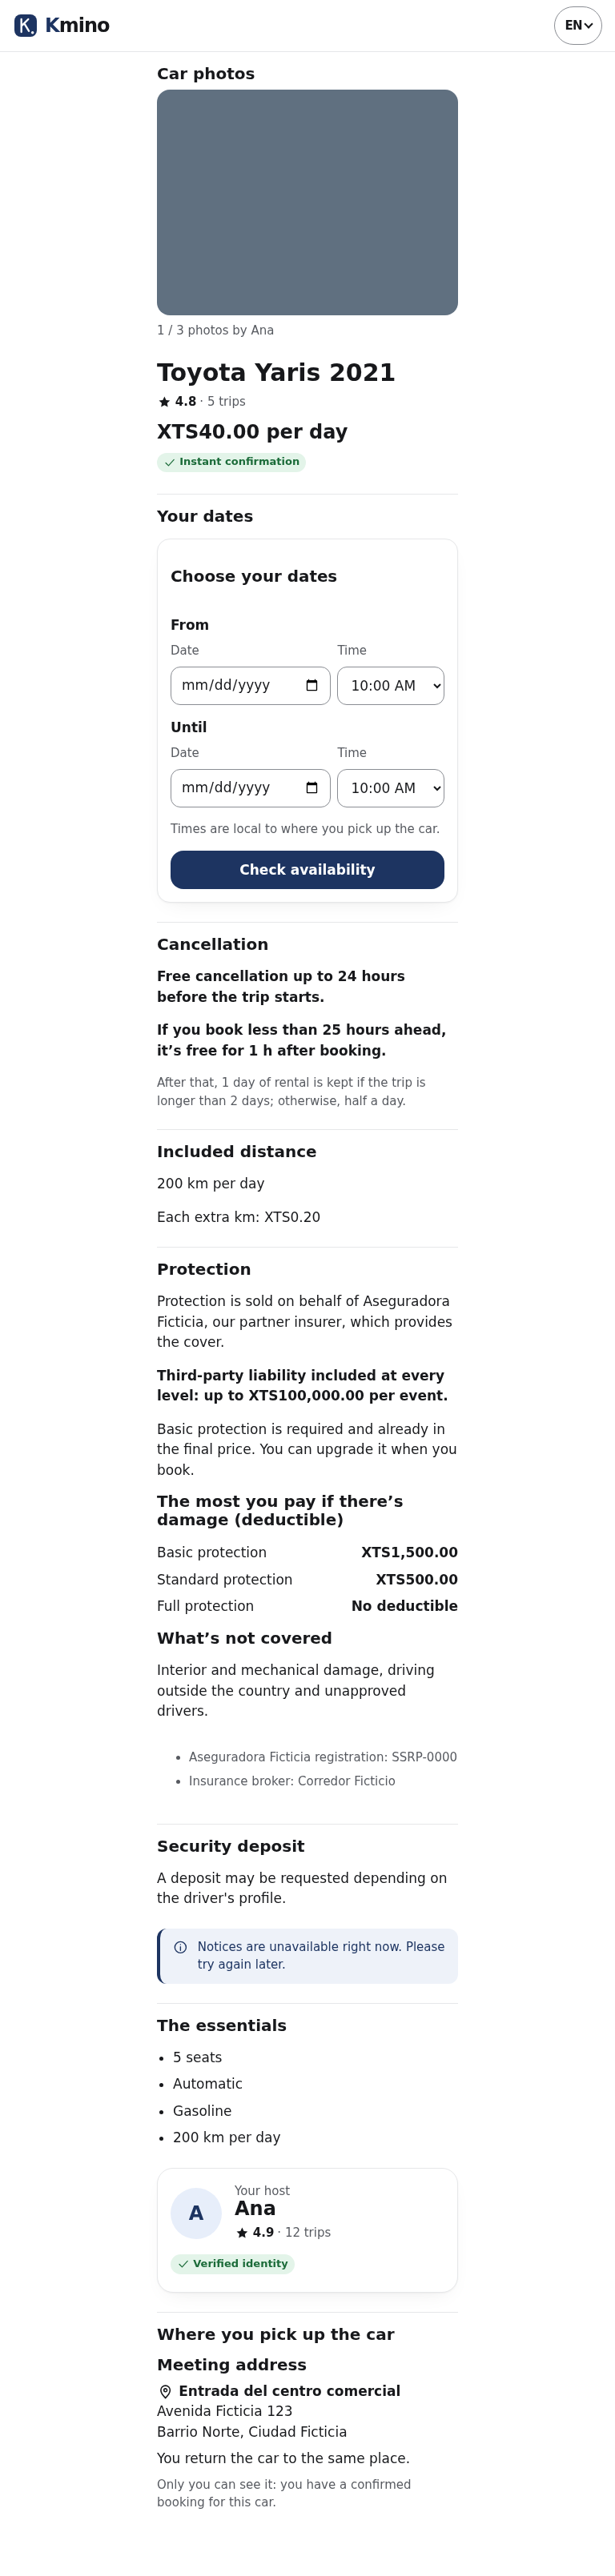 K. Kmino
EN
Car photos
1 / 3 photos by Ana
Toyota Yaris 2021
4.8 · 5 trips
XTS40.00 per day
Instant confirmation
Your dates
Choose your dates
From
Date Time
mm/dd/yyyy 10:00 AM
Until
Date Time
mm/dd/yyyy 10:00 AM
Times are local to where you pick up the car.
Check availability
Cancellation
Free cancellation up to 24 hours
before the trip starts.
If you book less than 25 hours ahead,
it’s free for 1 h after booking.
After that, 1 day of rental is kept if the trip is
longer than 2 days; otherwise, half a day.
Included distance
200 km per day
Each extra km: XTS0.20
Protection
Protection is sold on behalf of Aseguradora
Ficticia, our partner insurer, which provides
the cover.
Third-party liability included at every
level: up to XTS100,000.00 per event.
Basic protection is required and already in
the final price. You can upgrade it when you
book.
The most you pay if there’s
damage (deductible)
Basic protection XTS1,500.00
Standard protection XTS500.00
Full protection No deductible
What’s not covered
Interior and mechanical damage, driving
outside the country and unapproved
drivers.
• Aseguradora Ficticia registration: SSRP-0000
• Insurance broker: Corredor Ficticio
Security deposit
A deposit may be requested depending on
the driver's profile.
Notices are unavailable right now. Please
try again later.
The essentials
• 5 seats
• Automatic
• Gasoline
• 200 km per day
A
Your host
Ana
4.9 · 12 trips
Verified identity
Where you pick up the car
Meeting address
Entrada del centro comercial
Avenida Ficticia 123
Barrio Norte, Ciudad Ficticia
You return the car to the same place.
Only you can see it: you have a confirmed
booking for this car.